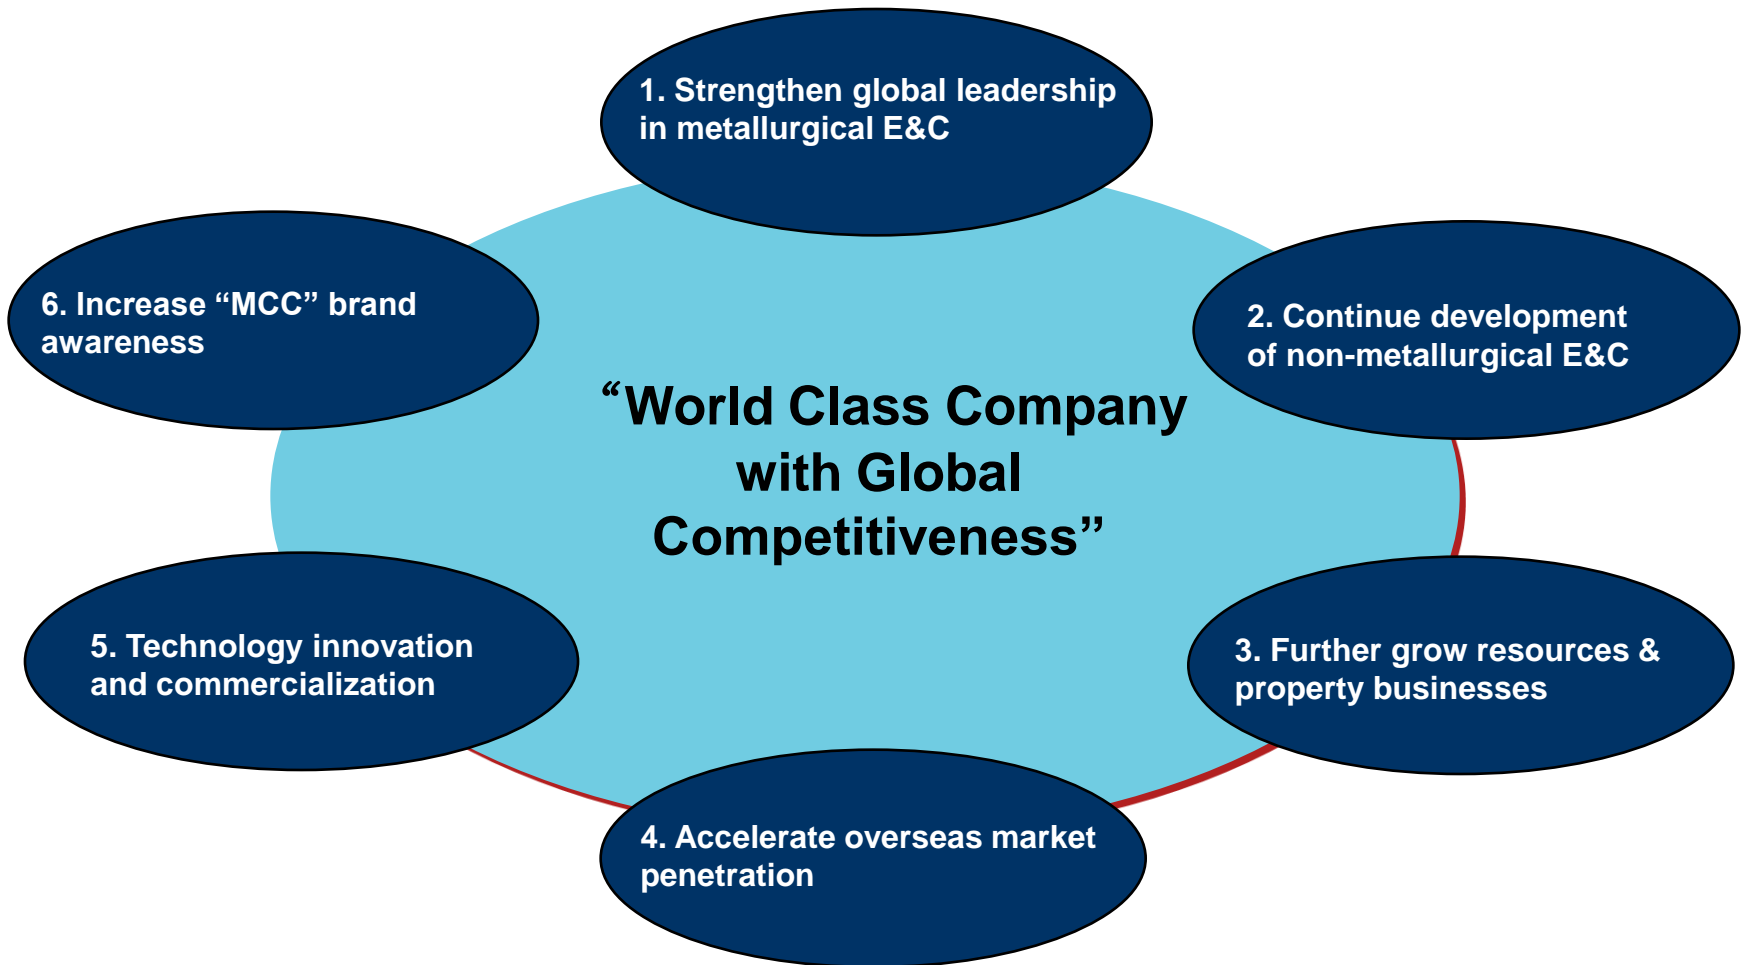 1. Strengthen global leadership
in metallurgical E&C
6. Increase “MCC” brand
awareness
2. Continue development
of non-metallurgical E&C
“World Class Company
with Global
Competitiveness”
5. Technology innovation
and commercialization
3. Further grow resources &
property businesses
4. Accelerate overseas market
penetration